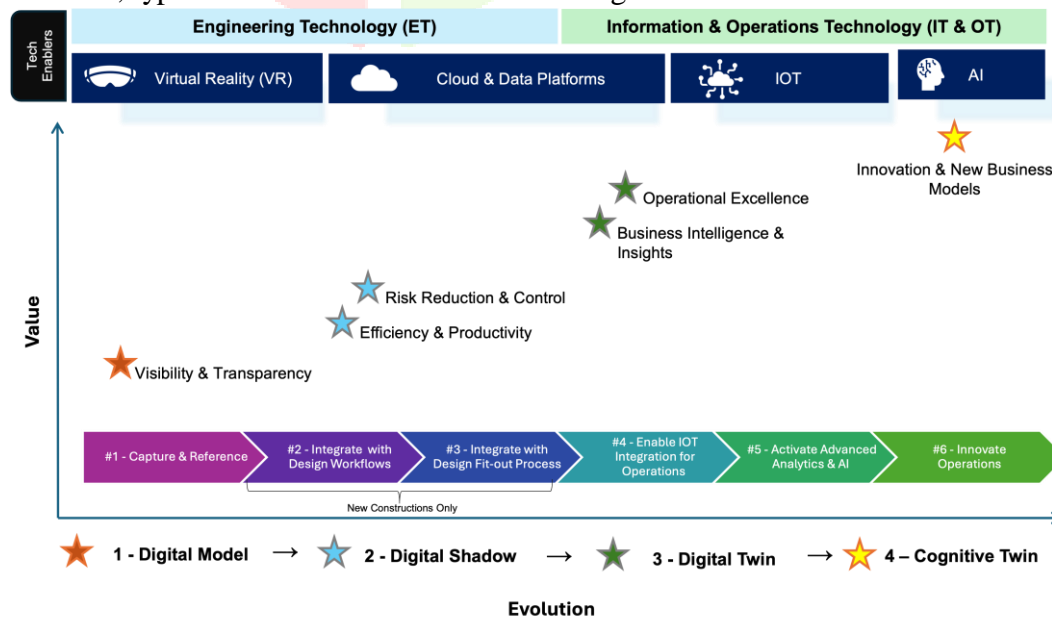 Engineering Technology (ET)
Information & Operations Technology (IT & OT)
Tech
Enablers
Virtual Reality (VR)
Cloud & Data Platforms
IOT
AI
Innovation & New Business
Models
Operational Excellence
Business Intelligence &
Insights
Risk Reduction & Control
Efficiency & Productivity
Visibility & Transparency
Value
#1 - Capture & Reference
#2 - Integrate with
Design Workflows
#3 - Integrate with
Design Fit-out Process
#4 - Enable IOT
Integration for
Operations
#5 - Activate Advanced
Analytics & AI
#6 - Innovate
Operations
New Constructions Only
1 - Digital Model → 2 - Digital Shadow → 3 - Digital Twin → 4 – Cognitive Twin
Evolution